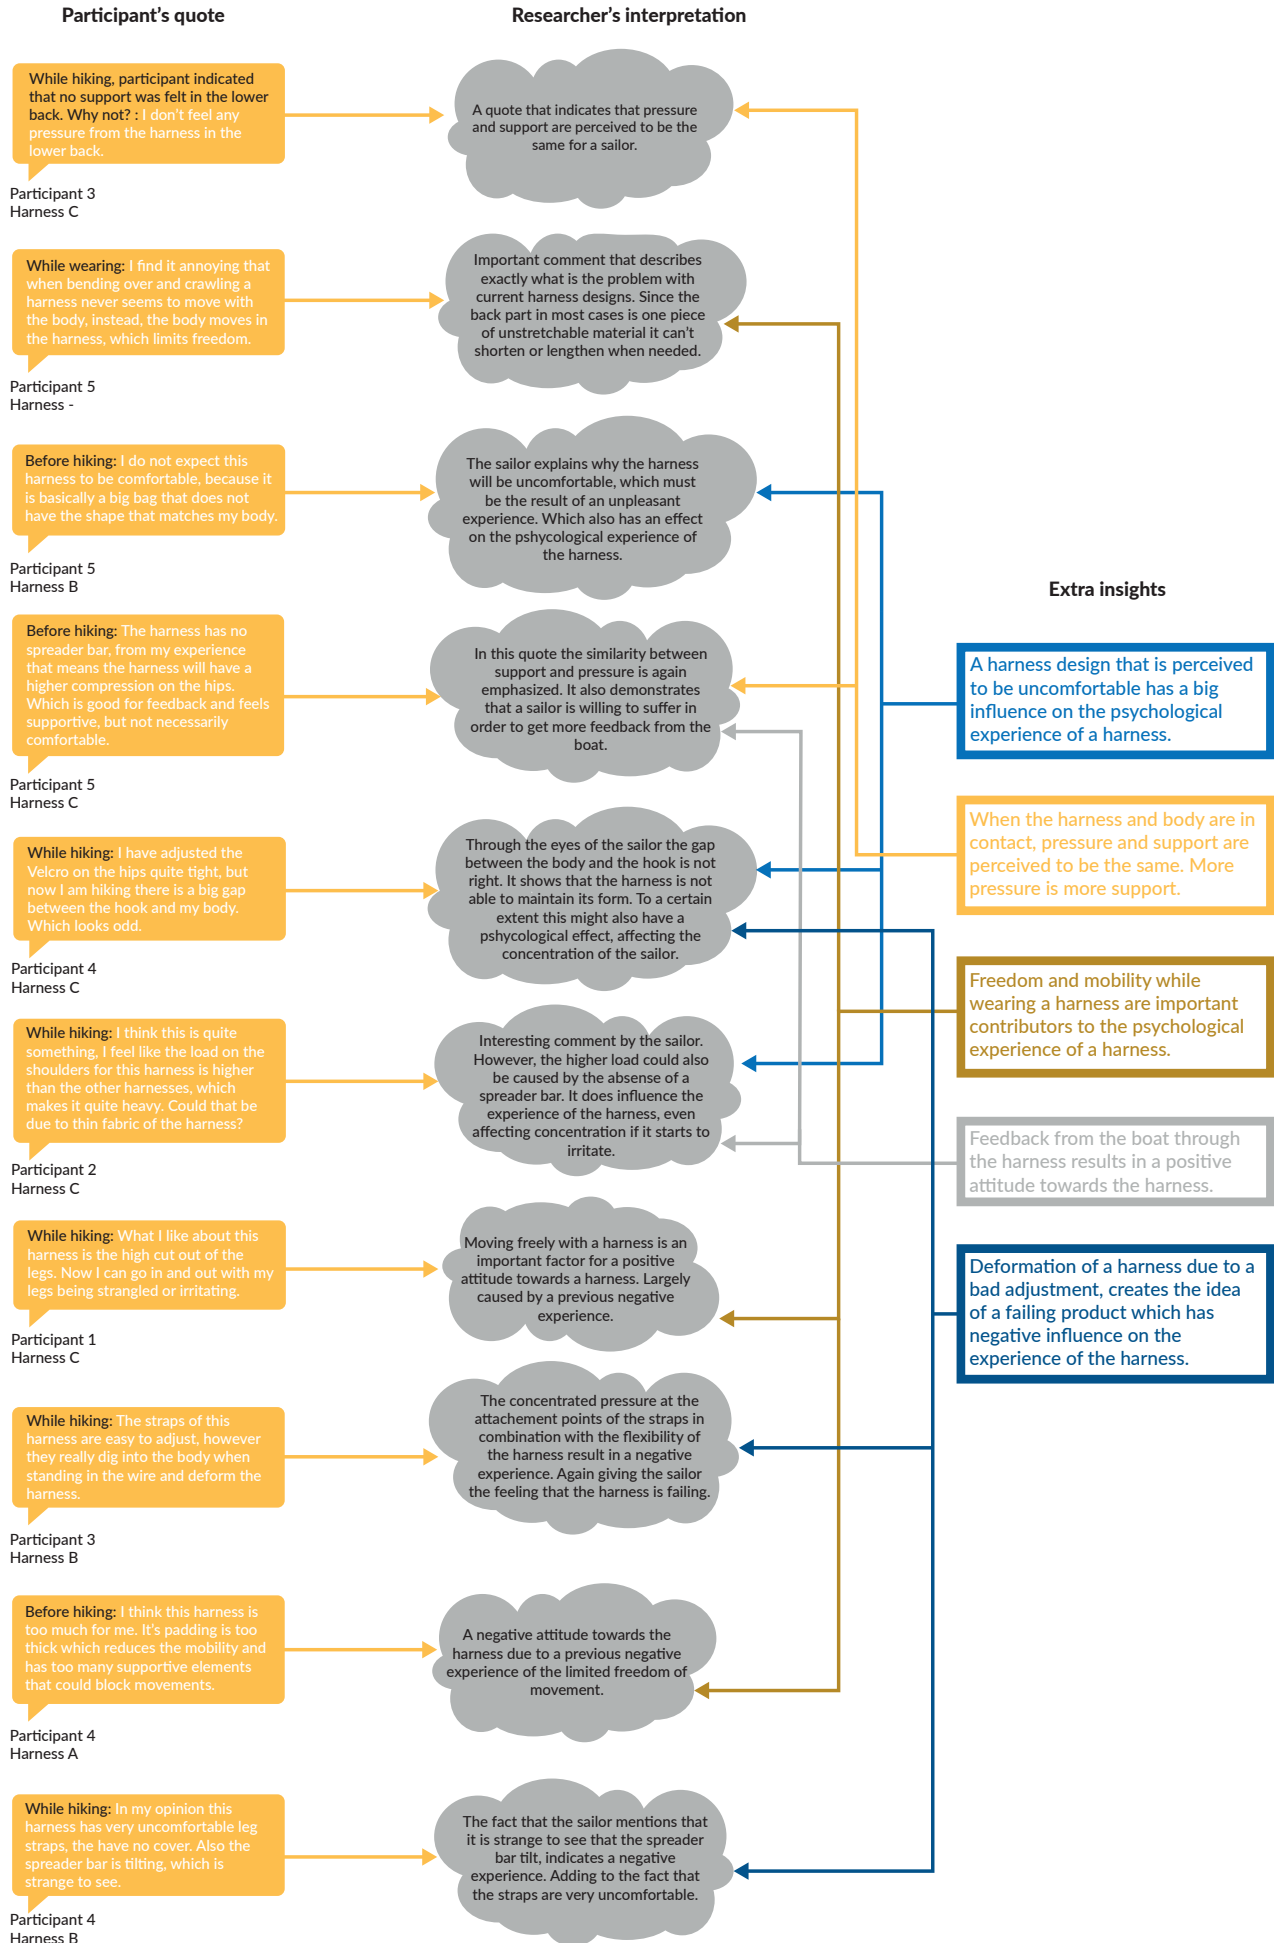 Participant's quote
Researcher's interpretation
While hiking, participant indicated
that no support was felt in the lower
back. Why not? : I don't feel any
pressure from the harness in the
lower back.
Participant 3
Harness C
A quote that indicates that pressure
and support are perceived to be the
same for a sailor.
While wearing: I find it annoying that
when bending over and crawling a
harness never seems to move with
the body, instead, the body moves in
the harness, which limits freedom.
Participant 5
Harness -
Important comment that describes
exactly what is the problem with
current harness designs. Since the
back part in most cases is one piece
of unstretchable material it can't
shorten or lengthen when needed.
Before hiking: I do not expect this
harness to be comfortable, because it
is basically a big bag that does not
have the shape that matches my body.
Participant 5
Harness B
The sailor explains why the harness
will be uncomfortable, which must
be the result of an unpleasant
experience. Which also has an effect
on the pshycological experience of
the harness.
Before hiking: The harness has no
spreader bar, from my experience
that means the harness will have a
higher compression on the hips.
Which is good for feedback and feels
supportive, but not necessarily
comfortable.
Participant 5
Harness C
In this quote the similarity between
support and pressure is again
emphasized. It also demonstrates
that a sailor is willing to suffer in
order to get more feedback from the
boat.
While hiking: I have adjusted the
Velcro on the hips quite tight, but
now I am hiking there is a big gap
between the hook and my body.
Which looks odd.
Participant 4
Harness C
Through the eyes of the sailor the gap
between the body and the hook is not
right. It shows that the harness is not
able to maintain its form. To a certain
extent this might also have a
pshycological effect, affecting the
concentration of the sailor.
While hiking: I think this is quite
something, I feel like the load on the
shoulders for this harness is higher
than the other harnesses, which
makes it quite heavy. Could that be
due to thin fabric of the harness?
Participant 2
Harness C
Interesting comment by the sailor.
However, the higher load could also
be caused by the absense of a
spreader bar. It does influence the
experience of the harness, even
affecting concentration if it starts to
irritate.
While hiking: What I like about this
harness is the high cut out of the
legs. Now I can go in and out with my
legs being strangled or irritating.
Participant 1
Harness C
Moving freely with a harness is an
important factor for a positive
attitude towards a harness. Largely
caused by a previous negative
experience.
While hiking: The straps of this
harness are easy to adjust, however
they really dig into the body when
standing in the wire and deform the
harness.
Participant 3
Harness B
The concentrated pressure at the
attachement points of the straps in
combination with the flexibility of
the harness result in a negative
experience. Again giving the sailor
the feeling that the harness is failing.
Before hiking: I think this harness is
too much for me. It's padding is too
thick which reduces the mobility and
has too many supportive elements
that could block movements.
Participant 4
Harness A
A negative attitude towards the
harness due to a previous negative
experience of the limited freedom of
movement.
While hiking: In my opinion this
harness has very uncomfortable leg
straps, the have no cover. Also the
spreader bar is tilting, which is
strange to see.
Participant 4
Harness B
The fact that the sailor mentions that
it is strange to see that the spreader
bar tilt, indicates a negative
experience. Adding to the fact that
the straps are very uncomfortable.
Extra insights
A harness design that is perceived
to be uncomfortable has a big
influence on the psychological
experience of a harness.
When the harness and body are in
contact, pressure and support are
perceived to be the same. More
pressure is more support.
Freedom and mobility while
wearing a harness are important
contributors to the psychological
experience of a harness.
Feedback from the boat through
the harness results in a positive
attitude towards the harness.
Deformation of a harness due to a
bad adjustment, creates the idea
of a failing product which has
negative influence on the
experience of the harness.